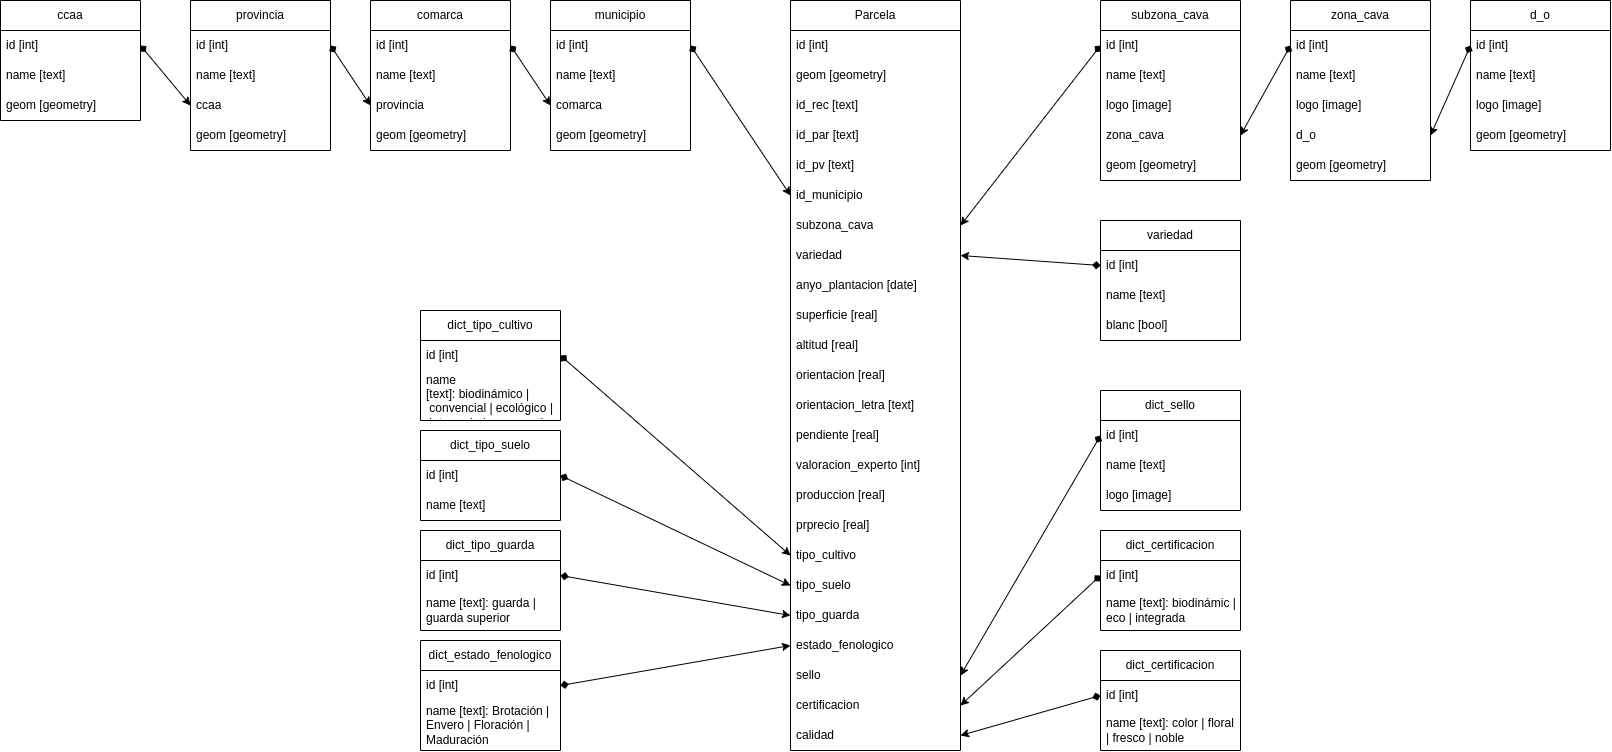 ccaa
id [int]
name [text]
geom [geometry]
provincia
id [int]
name [text]
ccaa
geom [geometry]
comarca
id [int]
name [text]
provincia
geom [geometry]
municipio
id [int]
name [text]
comarca
geom [geometry]
Parcela
id [int]
geom [geometry]
id_rec [text]
id_par [text]
id_pv [text]
id_municipio
subzona_cava
variedad
anyo_plantacion [date]
superficie [real]
altitud [real]
orientacion [real]
orientacion_letra [text]
pendiente [real]
valoracion_experto [int]
produccion [real]
prprecio [real]
tipo_cultivo
tipo_suelo
tipo_guarda
estado_fenologico
sello
certificacion
calidad
subzona_cava
id [int]
name [text]
logo [image]
zona_cava
geom [geometry]
zona_cava
id [int]
name [text]
logo [image]
d_o
geom [geometry]
d_o
id [int]
name [text]
logo [image]
geom [geometry]
variedad
id [int]
name [text]
blanc [bool]
dict_tipo_cultivo
id [int]
name
[text]: biodinámico |
convencial | ecológico |
dict_tipo_suelo
id [int]
name [text]
dict_tipo_guarda
id [int]
name [text]: guarda |
guarda superior
dict_estado_fenologico
id [int]
name [text]: Brotación |
Envero | Floración |
Maduración
dict_sello
id [int]
name [text]
logo [image]
dict_certificacion
id [int]
name [text]: biodinámic |
eco | integrada
dict_certificacion
id [int]
name [text]: color | floral
| fresco | noble